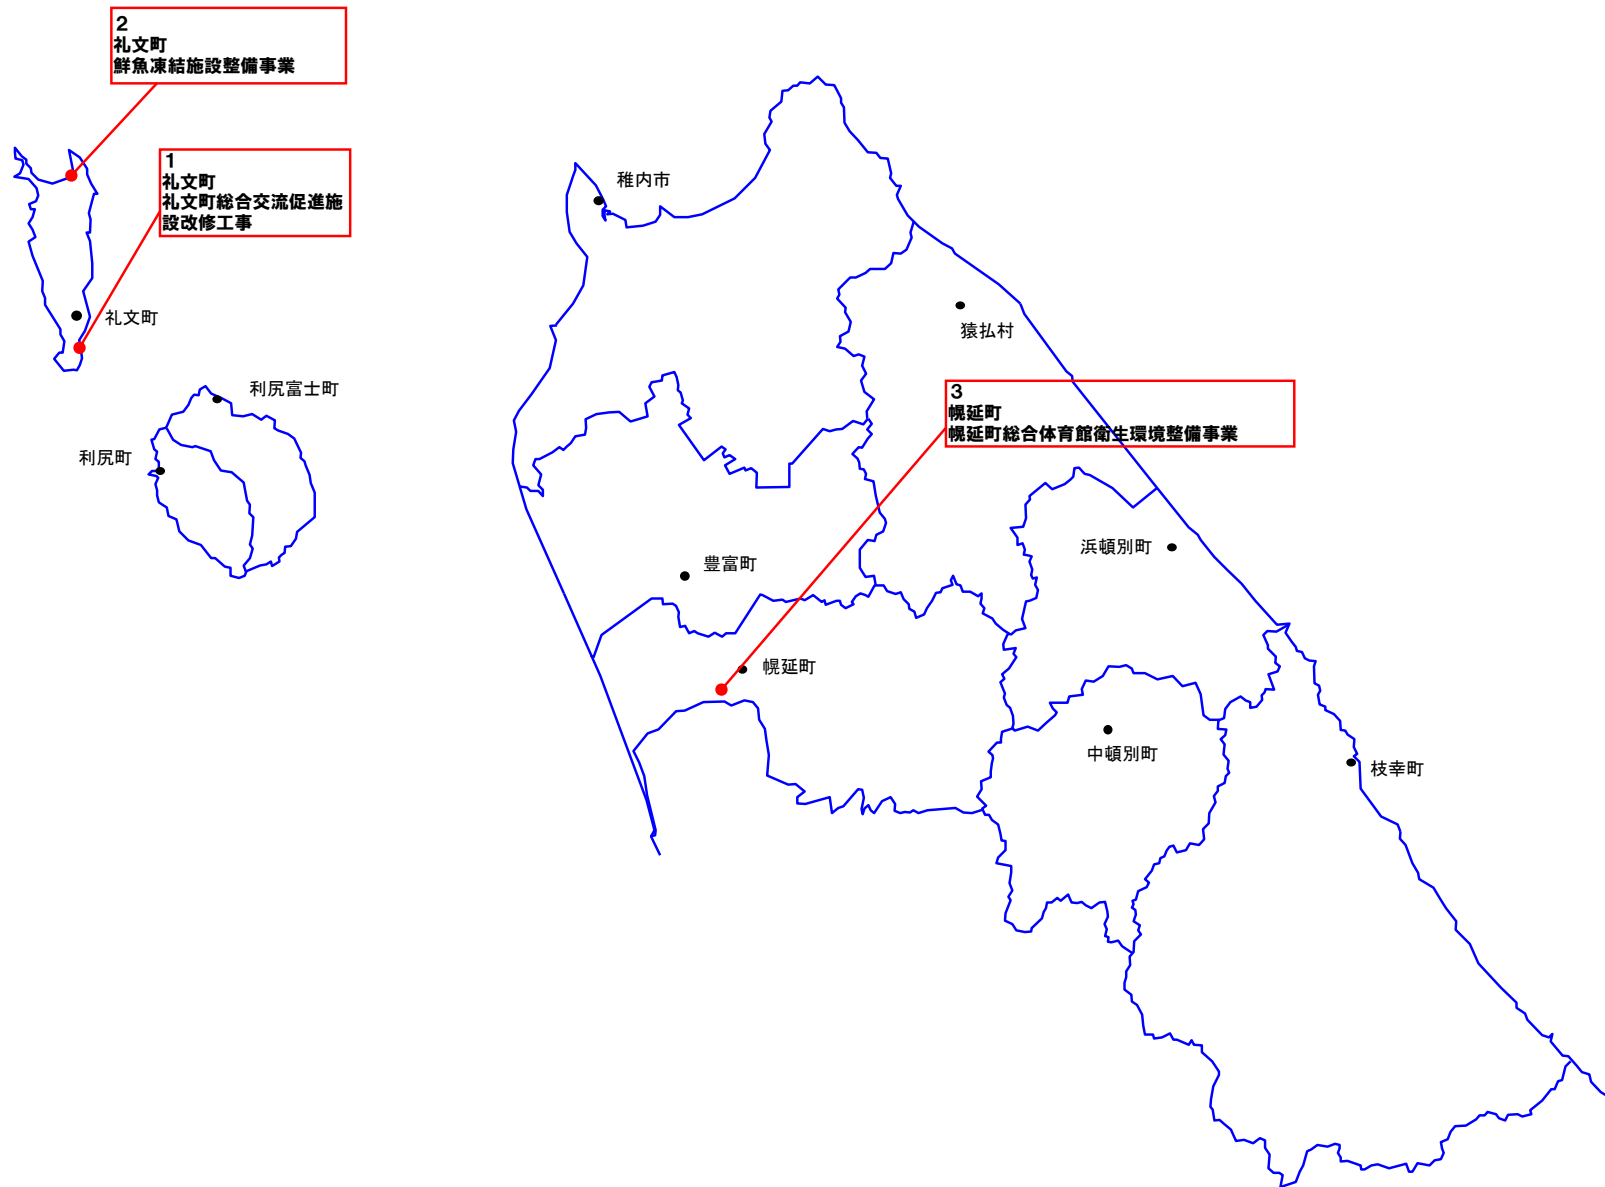 2
礼文町
鮮魚凍結施設整備事業
1
礼文町
礼文町総合交流促進施
設改修工事
稚内市
礼文町
猿払村
利尻富士町
3
幌延町
幌延町総合体育館衛生環境整備事業
利尻町
浜頓別町
豊富町
幌延町
中頓別町
枝幸町